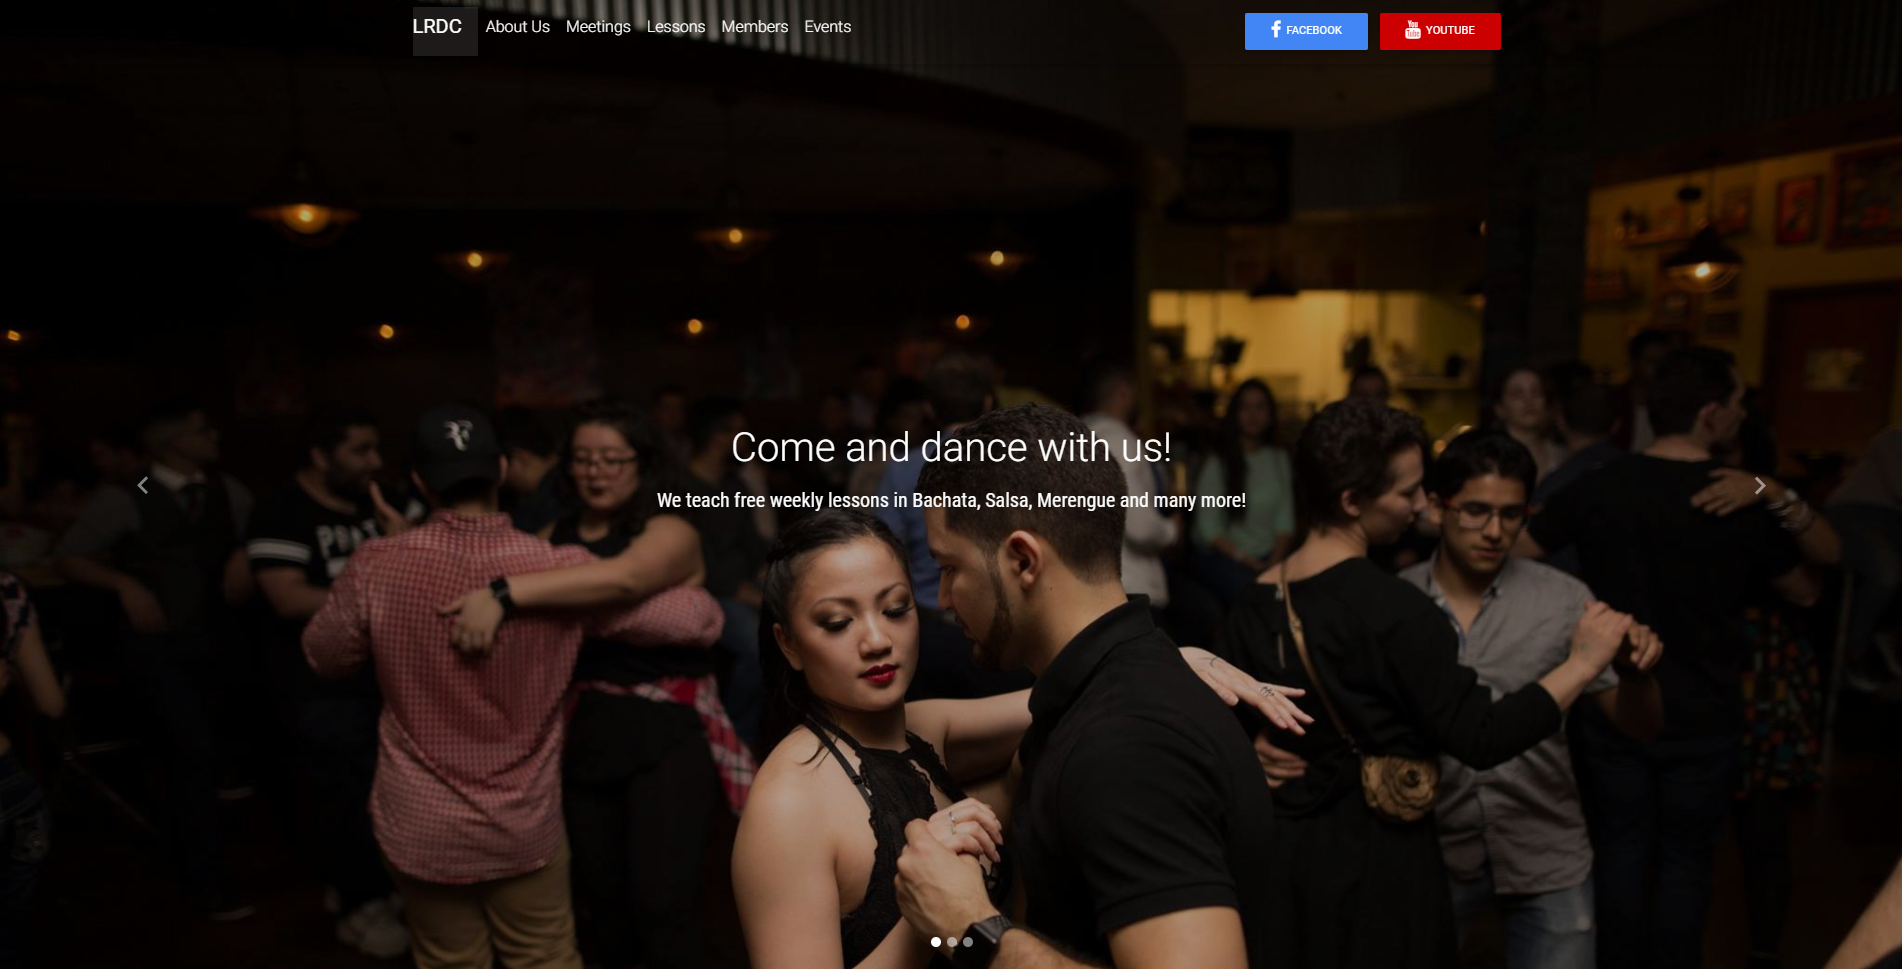 LRDC About Us Meetings Lessons Members Events FACEBOOK YOUTUBE
Come and dance with us!
We teach free weekly lessons in Bachata, Salsa, Merengue and many more!